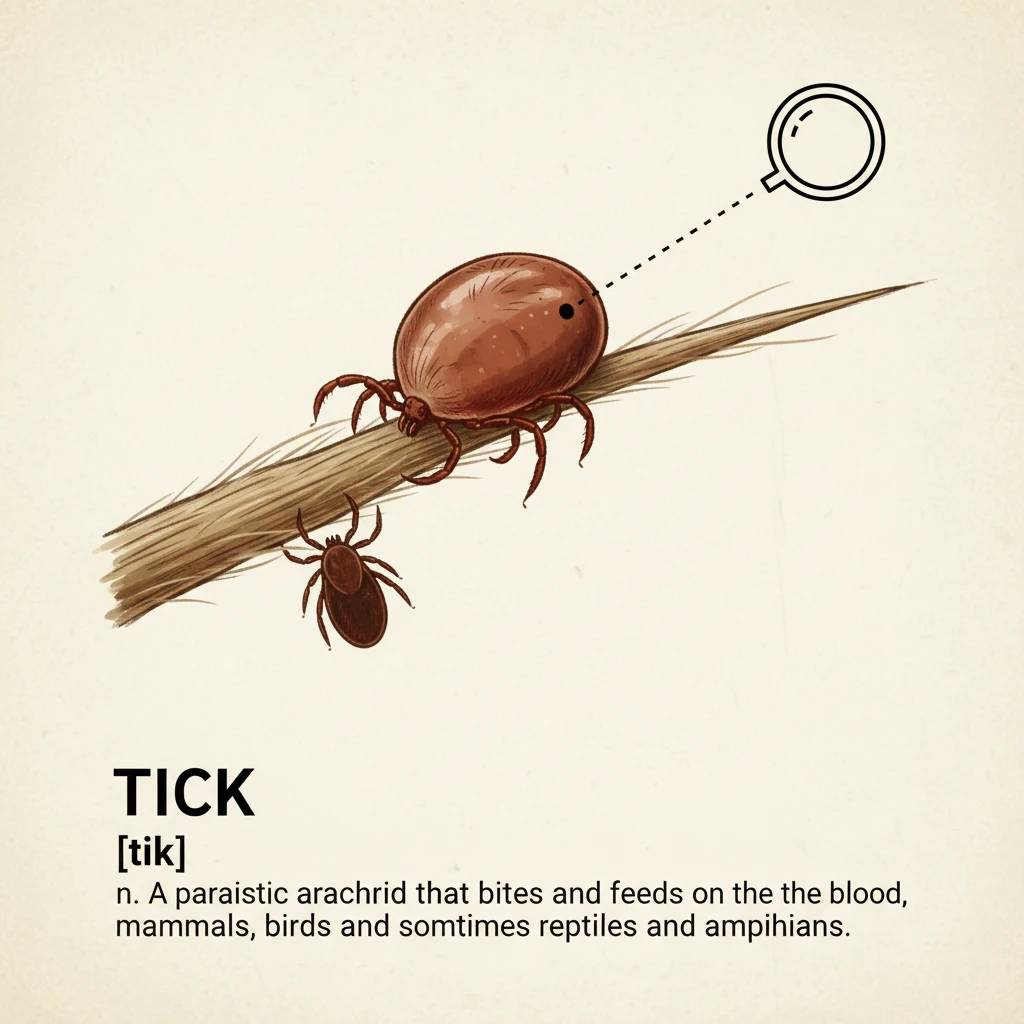 TICK
[tik]
n. A paraistic arachrid that bites and feeds on the the blood,
mammals, birds and somtimes reptiles and ampihians.